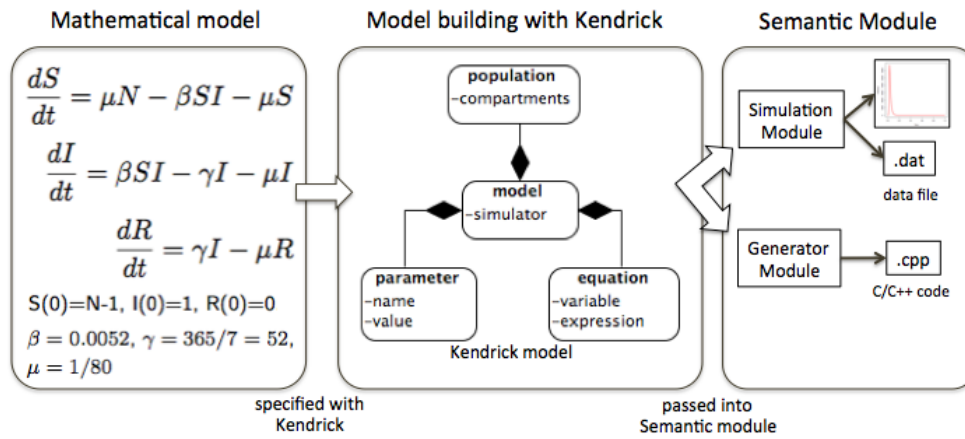 Mathematical model
dS/dt = μN − βSI − μS
dI/dt = βSI − γI − μI
dR/dt = γI − μR
S(0)=N-1, I(0)=1, R(0)=0
β = 0.0052, γ = 365/7 = 52,
μ = 1/80
specified with
Kendrick
Model building with Kendrick
population
-compartments
model
-simulator
parameter
-name
-value
equation
-variable
-expression
Kendrick model
passed into
Semantic module
Semantic Module
Simulation
Module
.dat
data file
Generator
Module
.cpp
C/C++ code